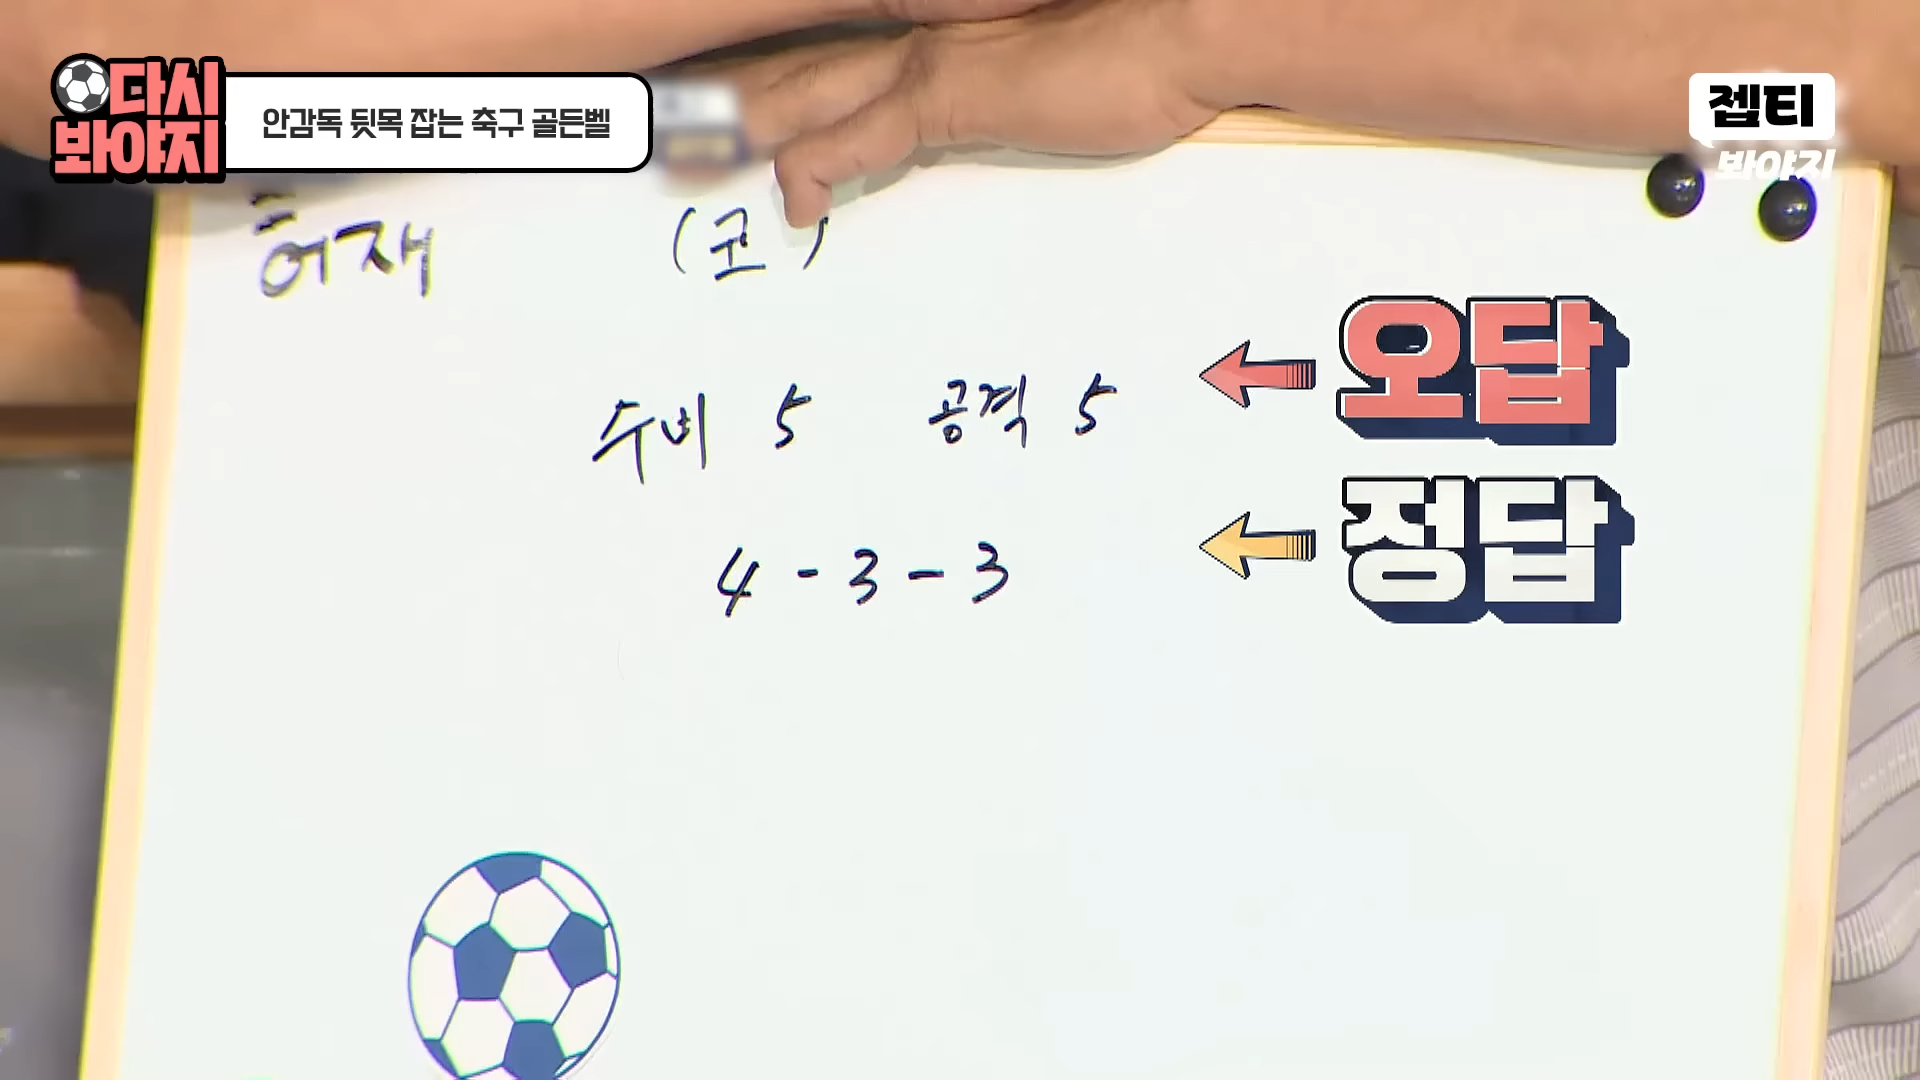 다시
봐야지
안감독 뒷목 잡는 축구 골든벨
젭티
봐야지
허재 (코)
수비 5 공격 5
오답
4-3-3
정답